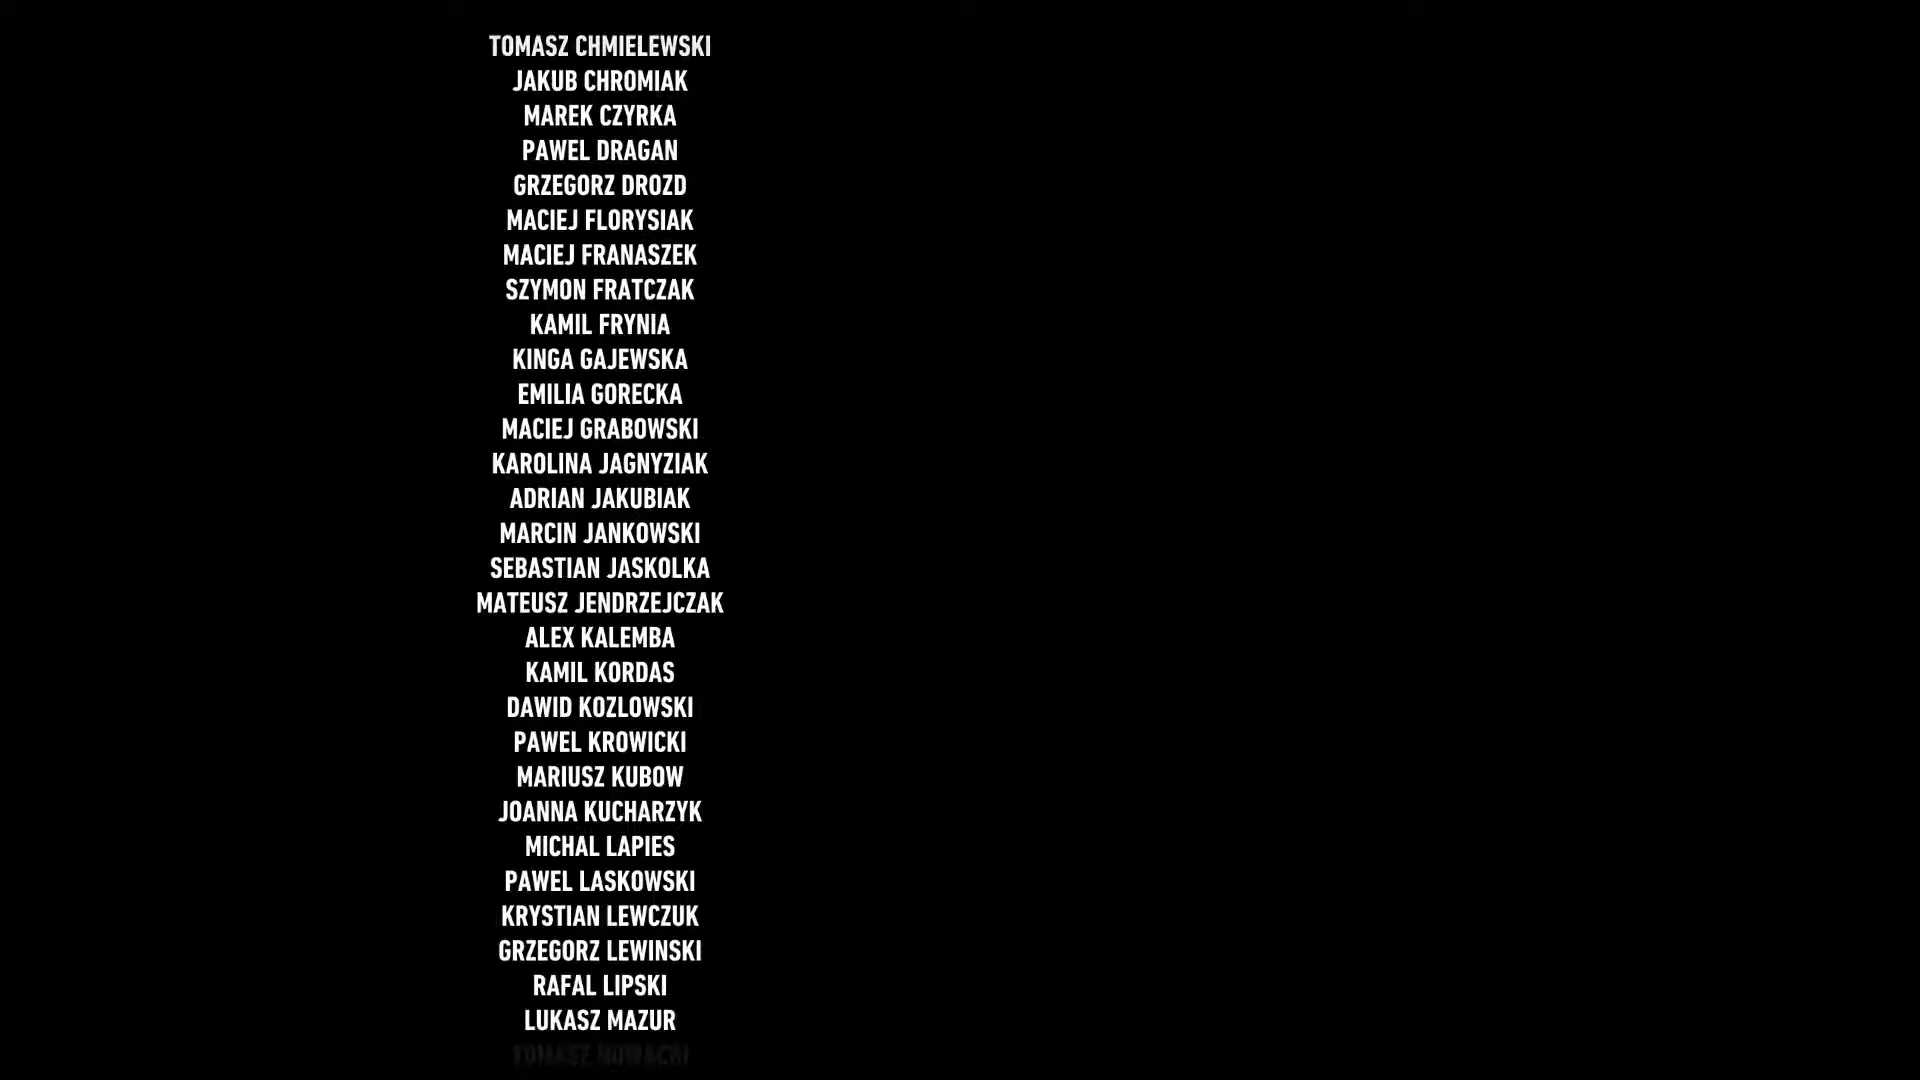 TOMASZ CHMIELEWSKI
JAKUB CHROMIAK
MAREK CZYRKA
PAWEL DRAGAN
GRZEGORZ DROZD
MACIEJ FLORYSIAK
MACIEJ FRANASZEK
SZYMON FRATCZAK
KAMIL FRYNIA
KINGA GAJEWSKA
EMILIA GORECKA
MACIEJ GRABOWSKI
KAROLINA JAGNYZIAK
ADRIAN JAKUBIAK
MARCIN JANKOWSKI
SEBASTIAN JASKOLKA
MATEUSZ JENDRZEJCZAK
ALEX KALEMBA
KAMIL KORDAS
DAWID KOZLOWSKI
PAWEL KROWICKI
MARIUSZ KUBOW
JOANNA KUCHARZYK
MICHAL LAPIES
PAWEL LASKOWSKI
KRYSTIAN LEWCZUK
GRZEGORZ LEWINSKI
RAFAL LIPSKI
LUKASZ MAZUR
TOMASZ NOWACKI